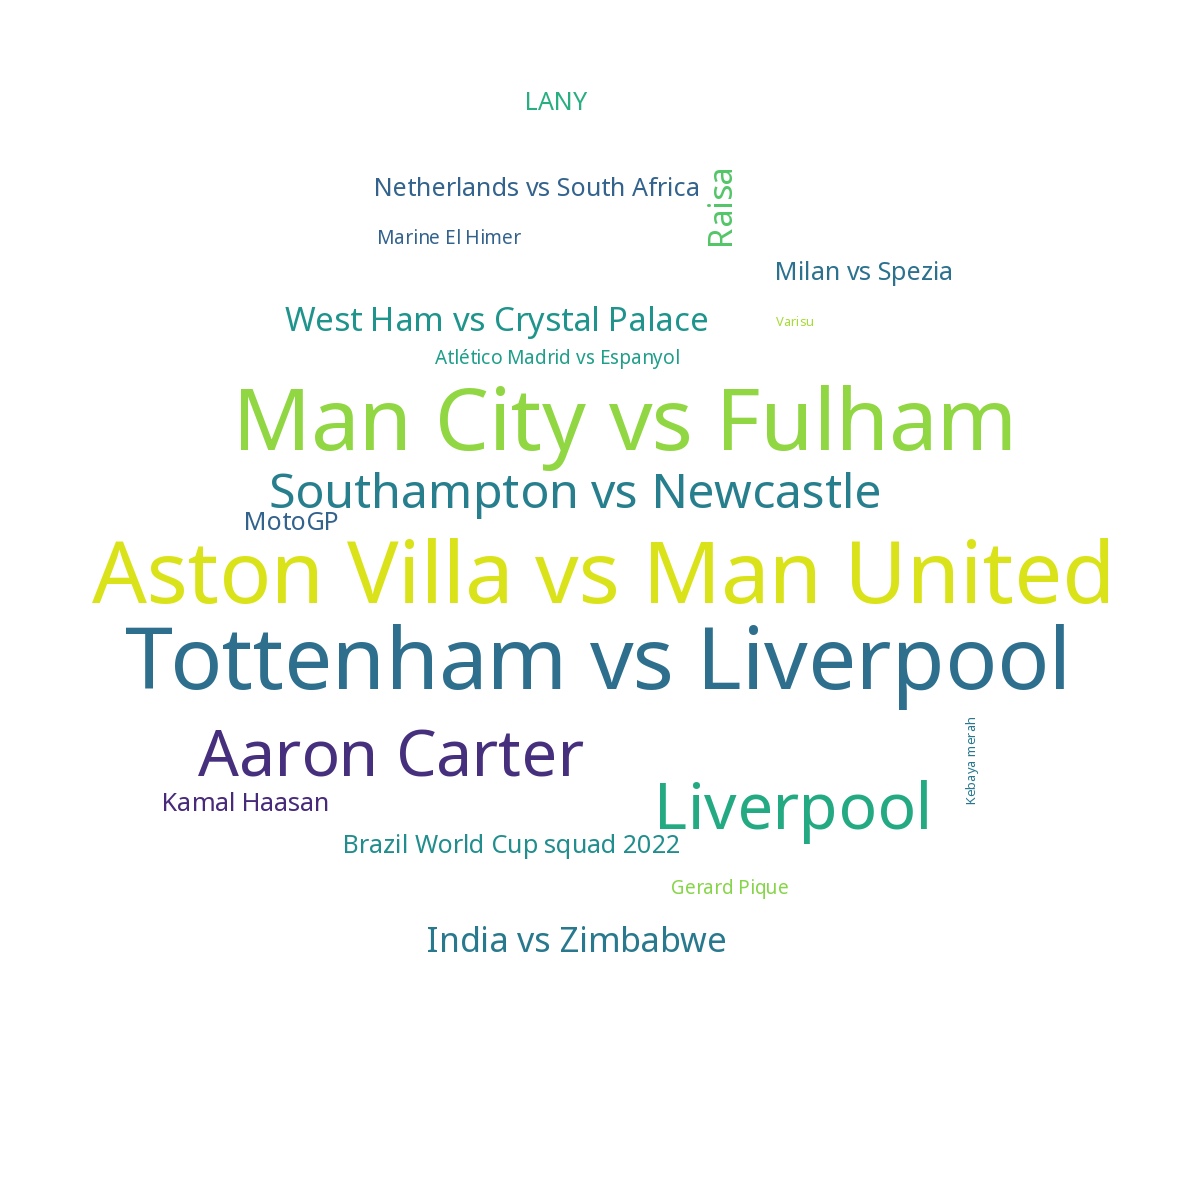 LANY
Netherlands vs South Africa
Raisa
Marine El Himer
Milan vs Spezia
West Ham vs Crystal Palace
Varisu
Atlético Madrid vs Espanyol
Man City vs Fulham
Southampton vs Newcastle
MotoGP
Aston Villa vs Man United
Tottenham vs Liverpool
Aaron Carter
Kebaya merah
Kamal Haasan
Liverpool
Brazil World Cup squad 2022
Gerard Pique
India vs Zimbabwe